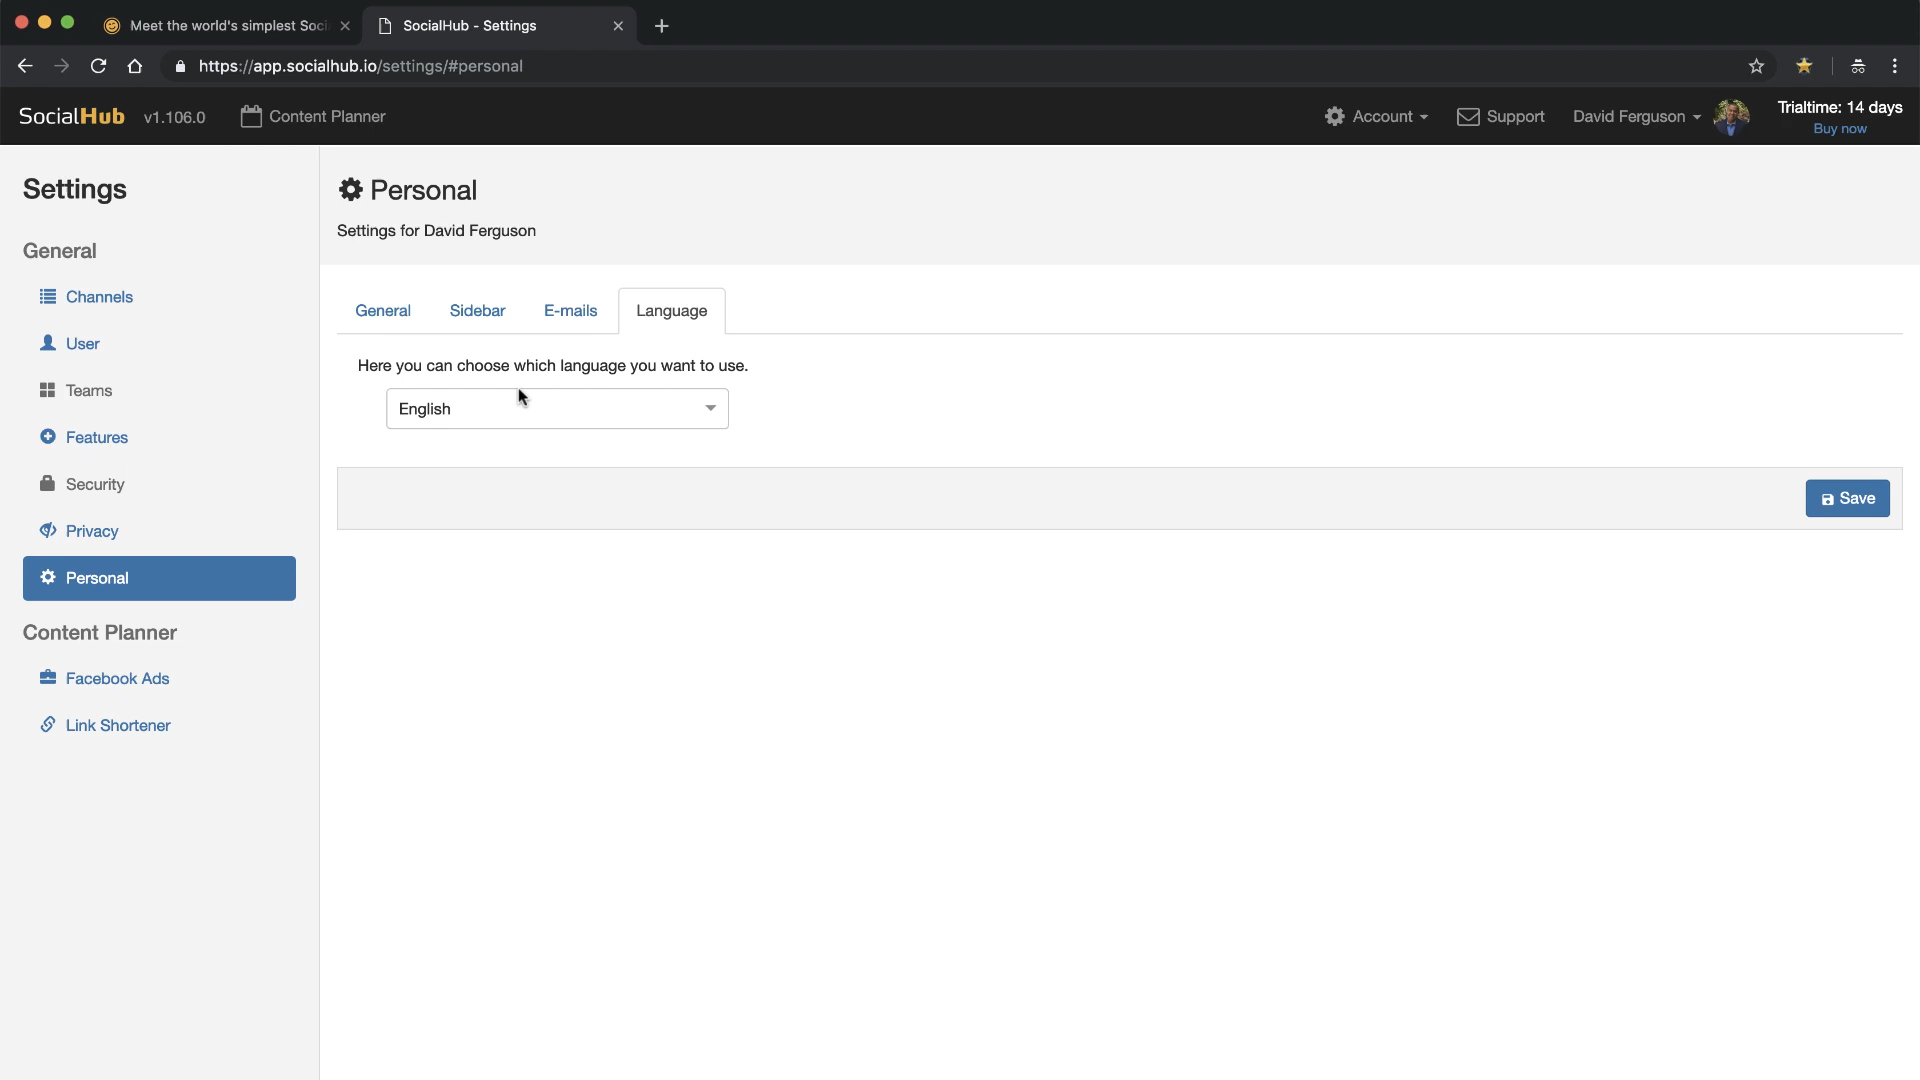 Meet the world's simplest Soci
SocialHub - Settings
https://app.socialhub.io/settings/#personal
SocialHub v1.106.0 Content Planner Account Support David Ferguson Trialtime: 14 days
Buy now
Settings
General
Channels
User
Teams
Features
Security
Privacy
Personal
Content Planner
Facebook Ads
Link Shortener
Personal
Settings for David Ferguson
General Sidebar E-mails Language
Here you can choose which language you want to use.
English
Save